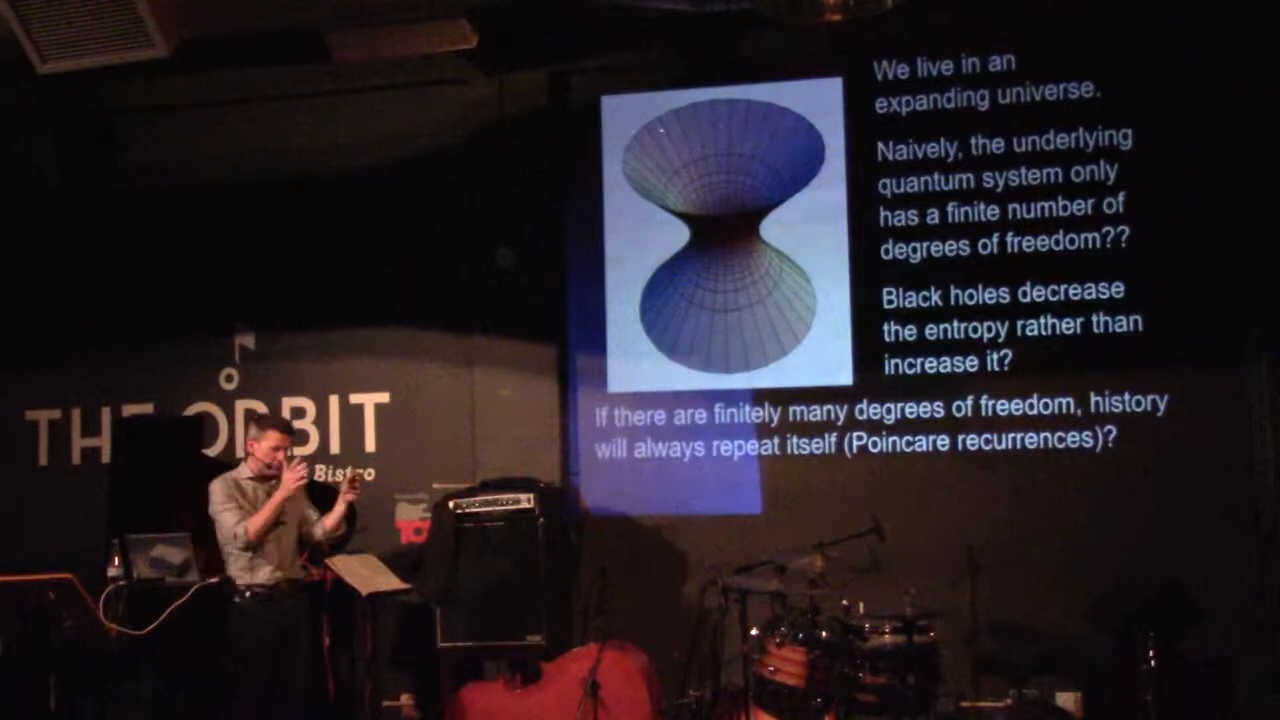 We live in an
expanding universe.
Naively, the underlying
quantum system only
has a finite number of
degrees of freedom??
Black holes decrease
the entropy rather than
increase it?
If there are finitely many degrees of freedom, history
will always repeat itself (Poincare recurrences)?
THE ORBIT
Bistro